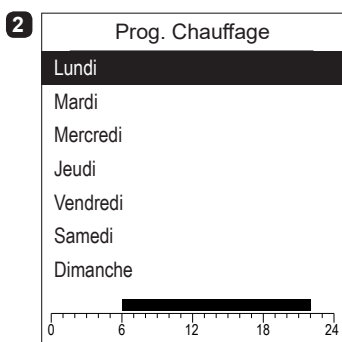 2
Prog. Chauffage
Lundi
Mardi
Mercredi
Jeudi
Vendredi
Samedi
Dimanche
0 6 12 18 24